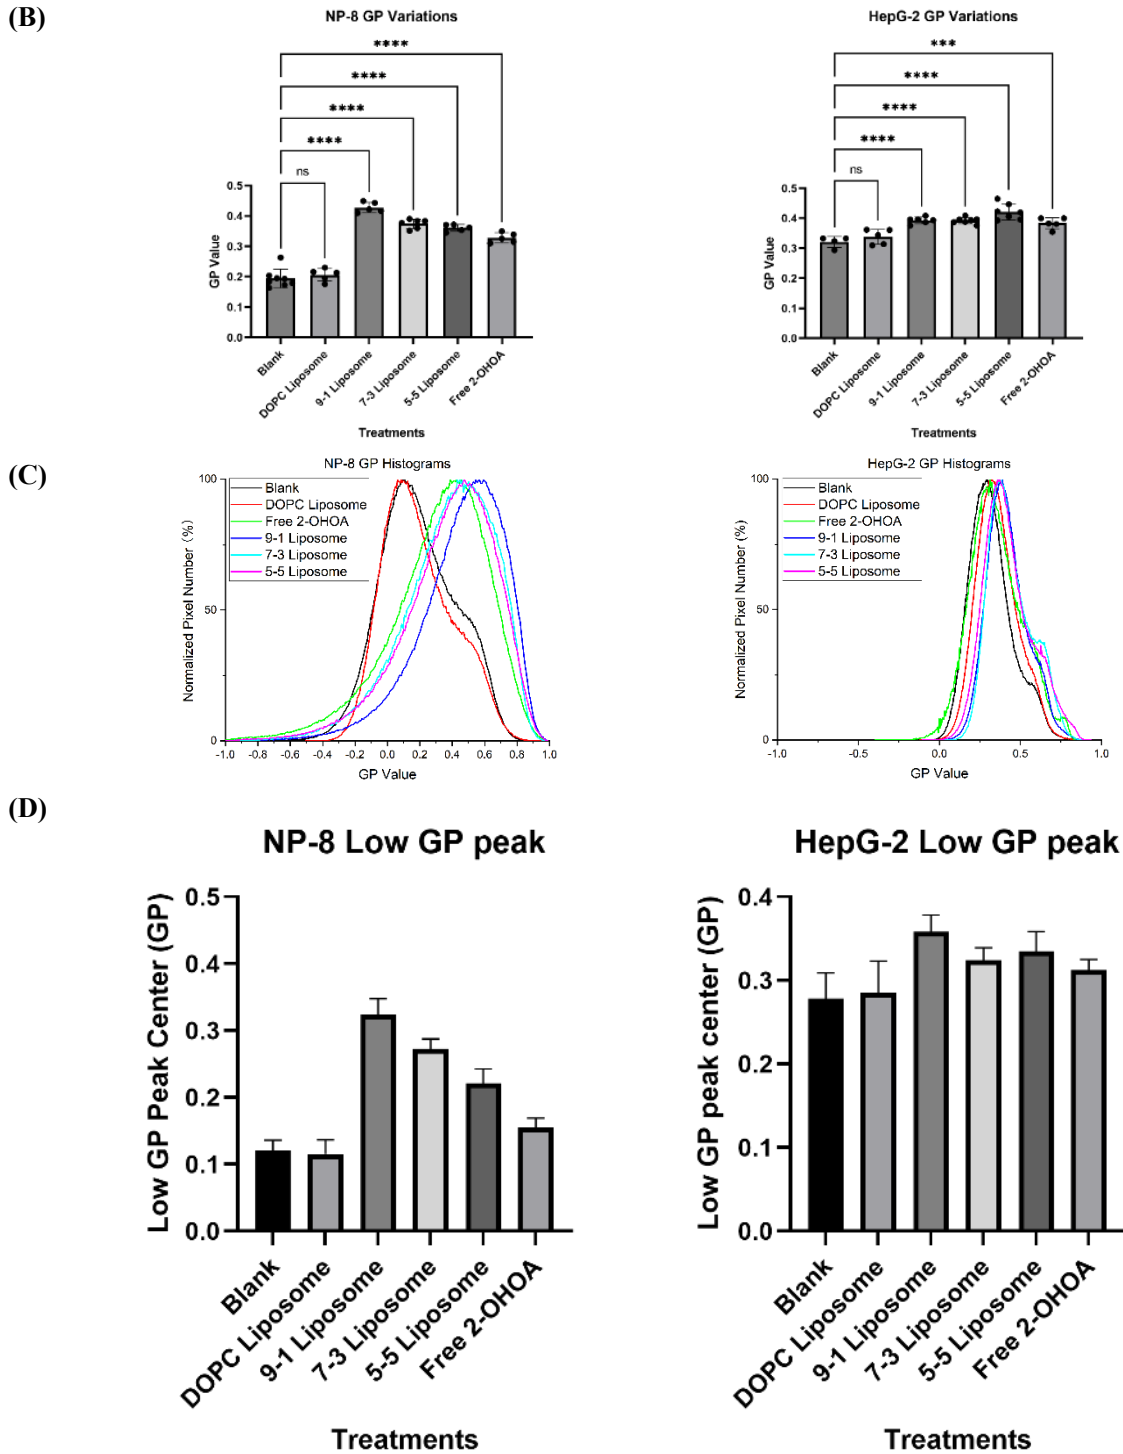 (B)
NP-8 GP Variations
****
****
****
****
ns
GP Value
0.5
0.4
0.3
0.2
0.1
0.0
Blank
DOPC Liposome
9-1 Liposome
7-3 Liposome
5-5 Liposome
Free 2-OHOA
Treatments
HepG-2 GP Variations
***
****
****
****
ns
GP Value
0.5
0.4
0.3
0.2
0.1
0.0
Blank
DOPC Liposome
9-1 Liposome
7-3 Liposome
5-5 Liposome
Free 2-OHOA
Treatments
(C)
NP-8 GP Histograms
Normalized Pixel Number (%)
100
50
0
Blank
DOPC Liposome
Free 2-OHOA
9-1 Liposome
7-3 Liposome
5-5 Liposome
-1.0 -0.8 -0.6 -0.4 -0.2 0.0 0.2 0.4 0.6 0.8 1.0
GP Value
HepG-2 GP Histograms
Normalized Pixel Number (%)
100
50
0
Blank
DOPC Liposome
Free 2-OHOA
9-1 Liposome
7-3 Liposome
5-5 Liposome
-1.0 -0.5 0.0 0.5 1.0
GP Value
(D)
NP-8 Low GP peak
Low GP Peak Center (GP)
0.5
0.4
0.3
0.2
0.1
0.0
Blank
DOPC Liposome
9-1 Liposome
7-3 Liposome
5-5 Liposome
Free 2-OHOA
Treatments
HepG-2 Low GP peak
Low GP peak center (GP)
0.4
0.3
0.2
0.1
0.0
Blank
DOPC Liposome
9-1 Liposome
7-3 Liposome
5-5 Liposome
Free 2-OHOA
Treatments